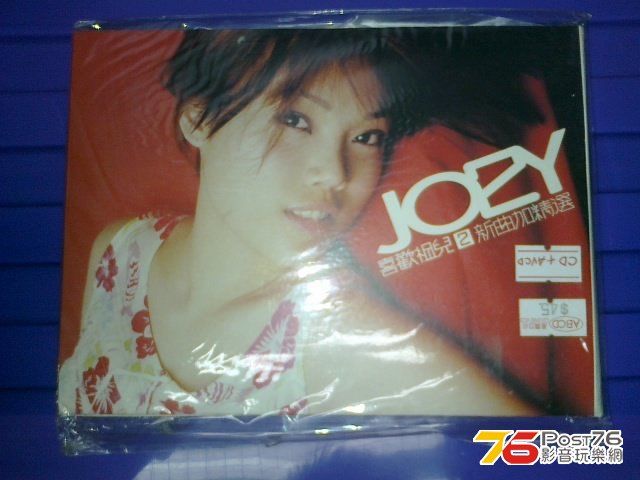 JOEY
喜歡祖兒2新曲加精選
CD + AVCD
$45.
ABCD
76 Post76
影音玩樂網